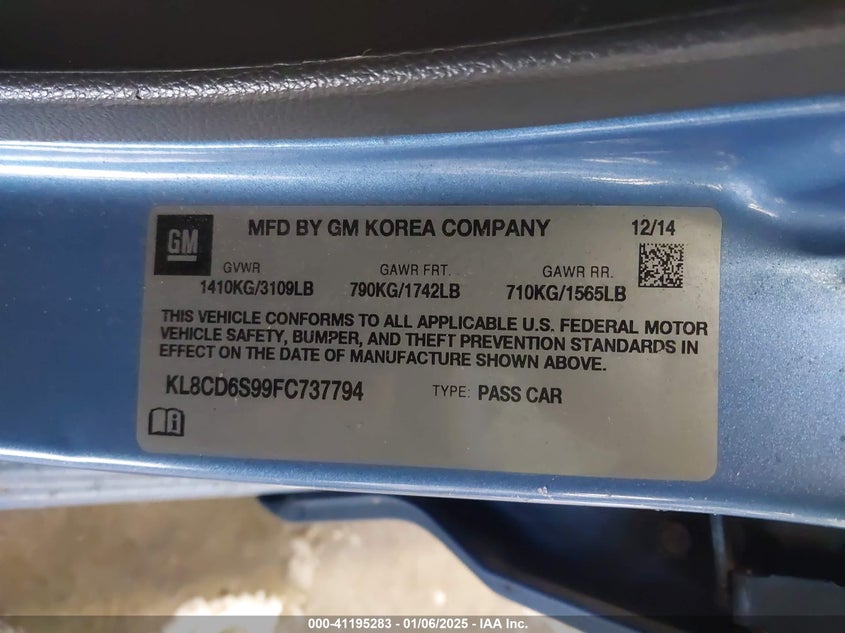 GM
MFD BY GM KOREA COMPANY 12/14
GVWR GAWR FRT. GAWR RR.
1410KG/3109LB 790KG/1742LB 710KG/1565LB
THIS VEHICLE CONFORMS TO ALL APPLICABLE U.S. FEDERAL MOTOR
VEHICLE SAFETY, BUMPER, AND THEFT PREVENTION STANDARDS IN
EFFECT ON THE DATE OF MANUFACTURE SHOWN ABOVE.
KL8CD6S99FC737794 TYPE: PASS CAR
000-41195283 - 01/06/2025 - IAA Inc.